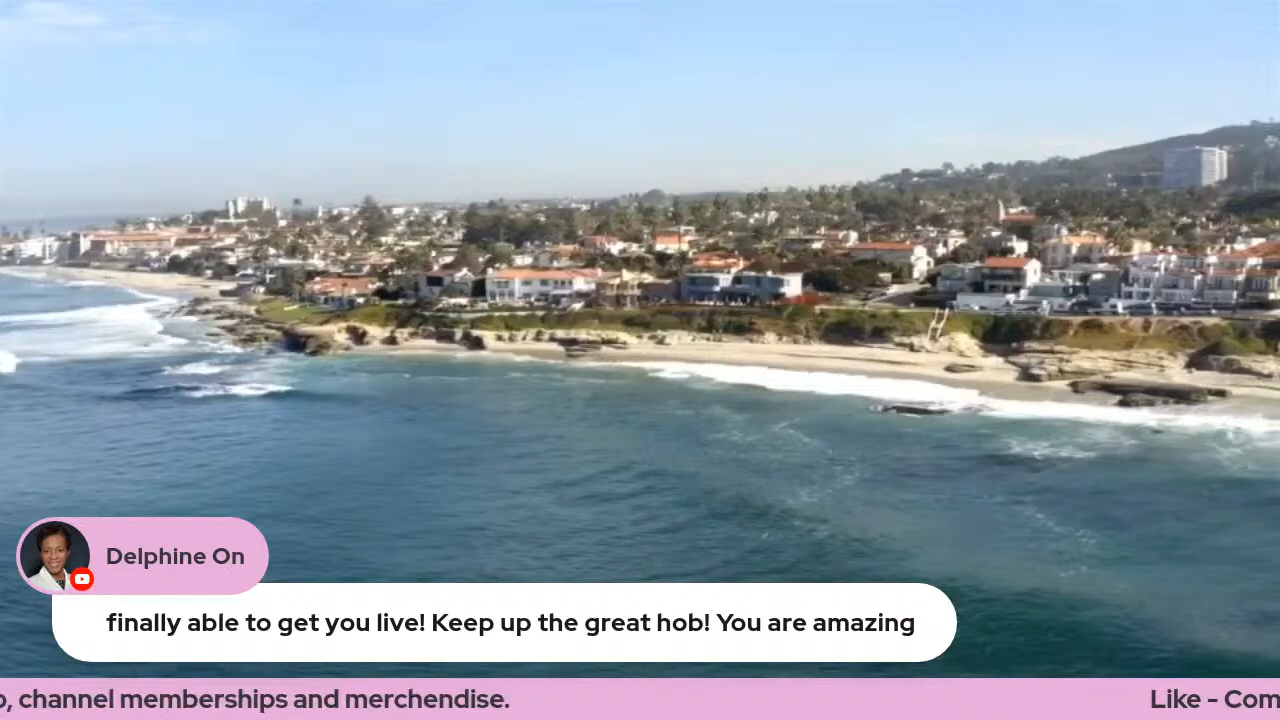 Delphine On
finally able to get you live! Keep up the great hob! You are amazing
, channel memberships and merchendise.
Like - Com